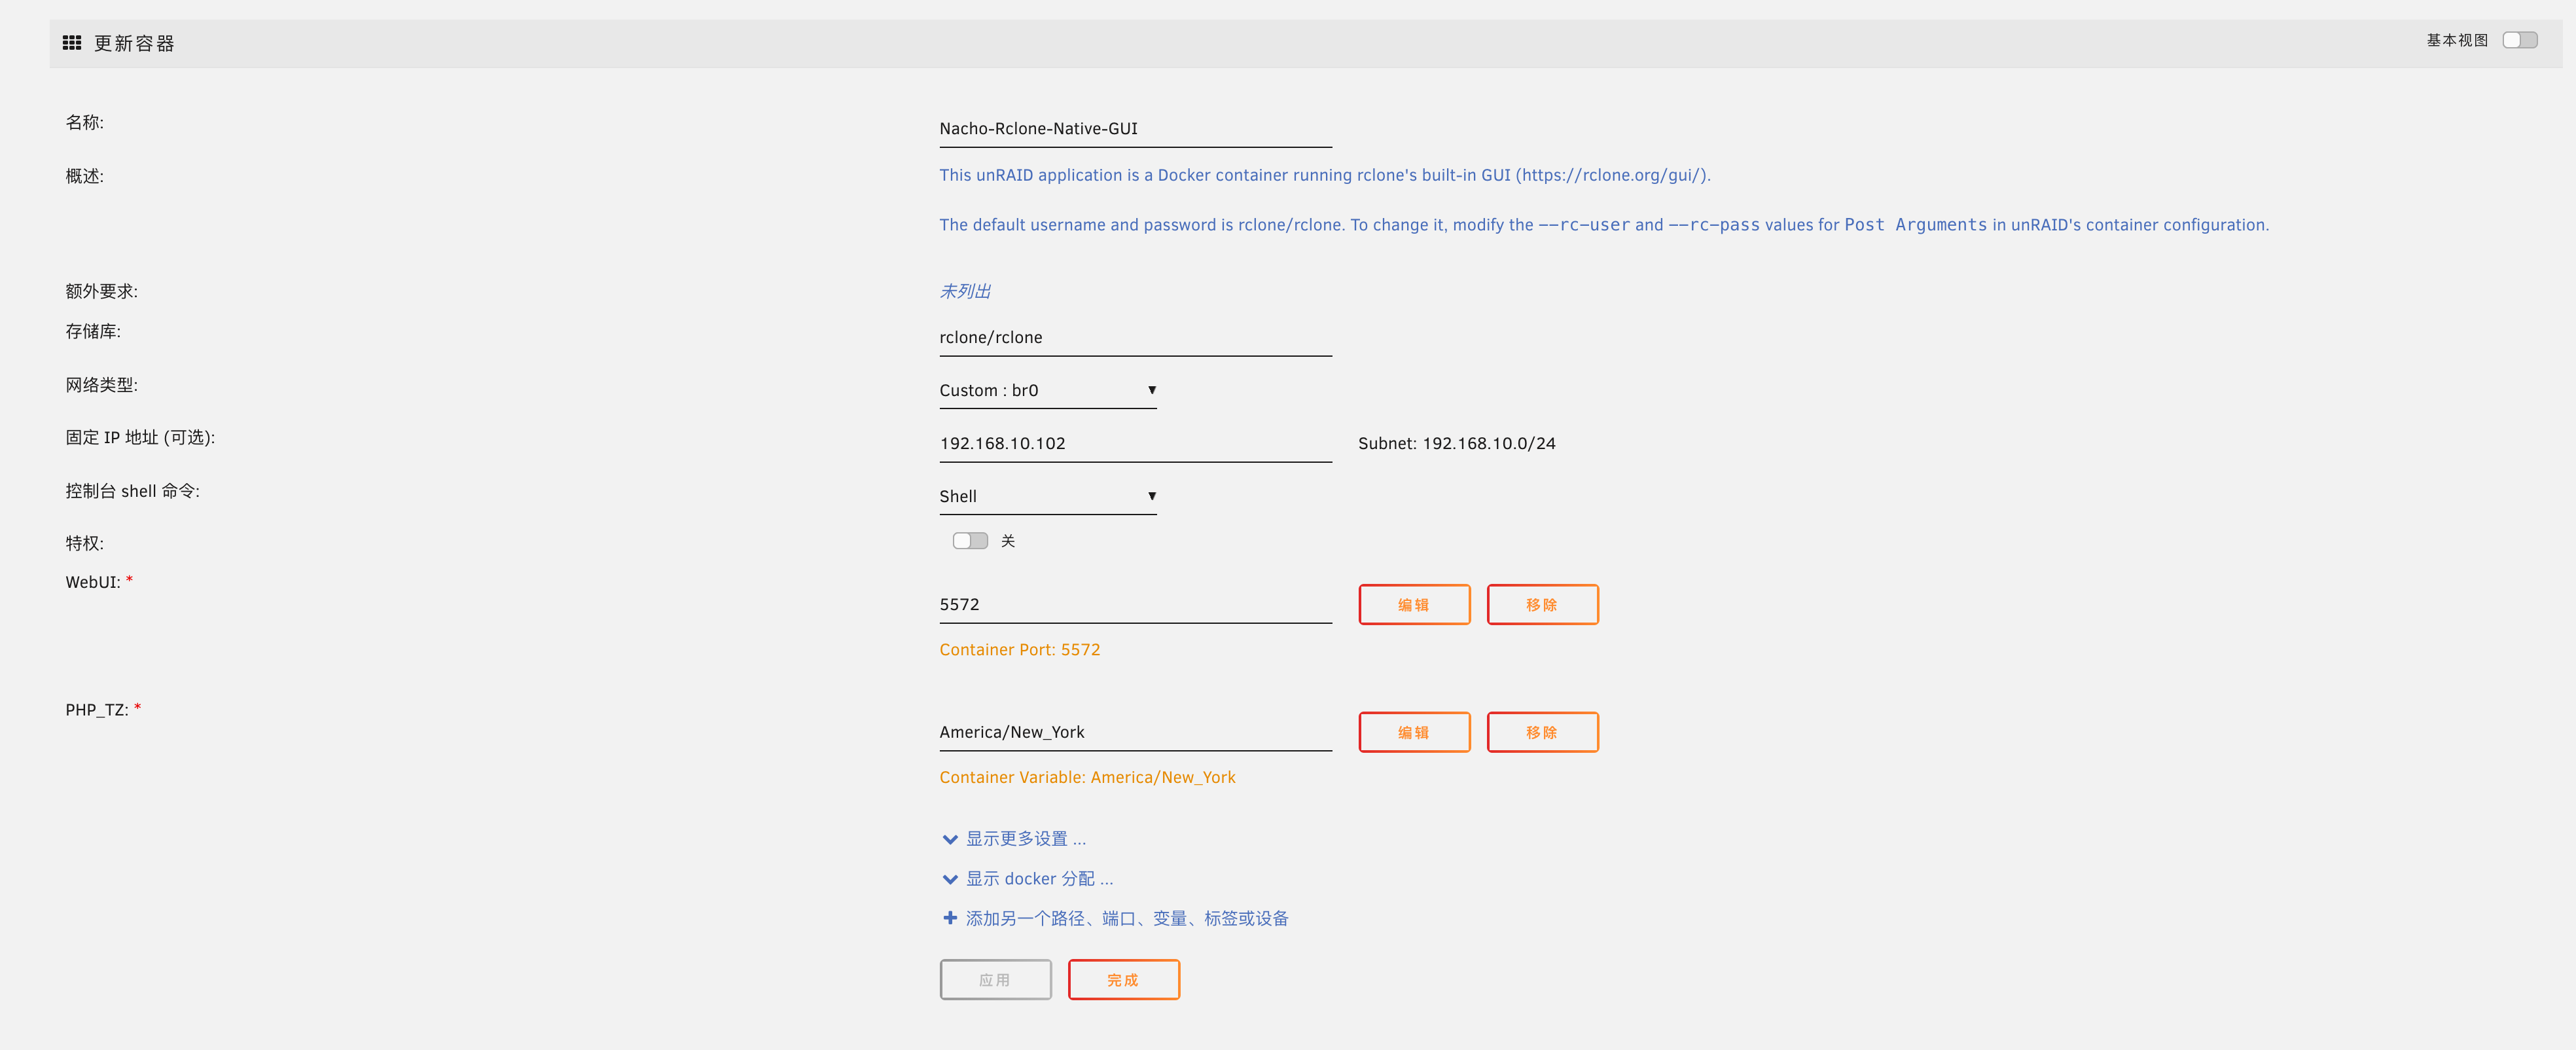 更新容器
基本视图
名称:
Nacho-Rclone-Native-GUI
概述:
This unRAID application is a Docker container running rclone's built-in GUI (https://rclone.org/gui/).
The default username and password is rclone/rclone. To change it, modify the --rc-user and --rc-pass values for Post Arguments in unRAID's container configuration.
额外要求:
未列出
存储库:
rclone/rclone
网络类型:
Custom : br0
固定 IP 地址 (可选):
192.168.10.102 Subnet: 192.168.10.0/24
控制台 shell 命令:
Shell
特权:
关
WebUI: *
5572 编辑 移除
Container Port: 5572
PHP_TZ: *
America/New_York 编辑 移除
Container Variable: America/New_York
显示更多设置 ...
显示 docker 分配 ...
添加另一个路径、端口、变量、标签或设备
应用 完成